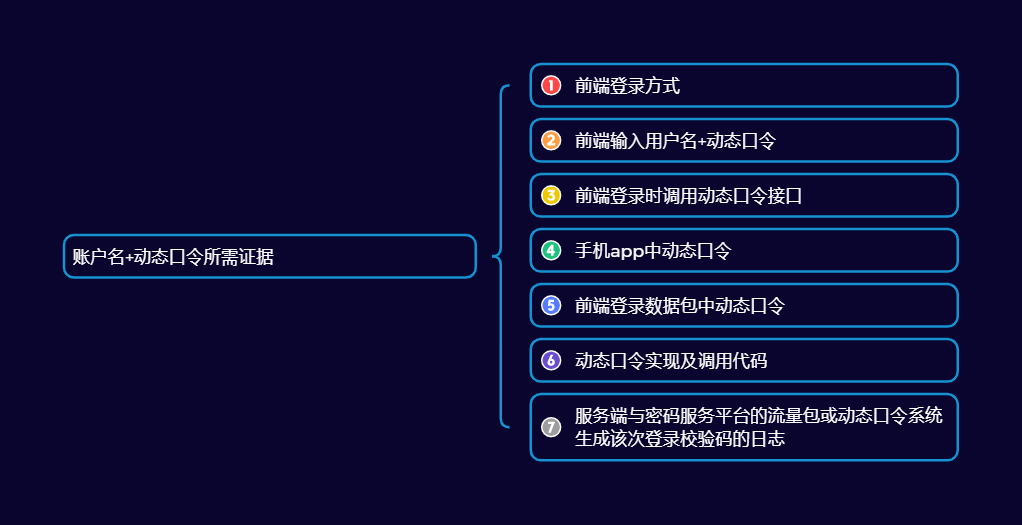 1 前端登录方式
2 前端输入用户名+动态口令
3 前端登录时调用动态口令接口
账户名+动态口令所需证据
4 手机app中动态口令
5 前端登录数据包中动态口令
6 动态口令实现及调用代码
7 服务端与密码服务平台的流量包或动态口令系统
生成该次登录校验码的日志